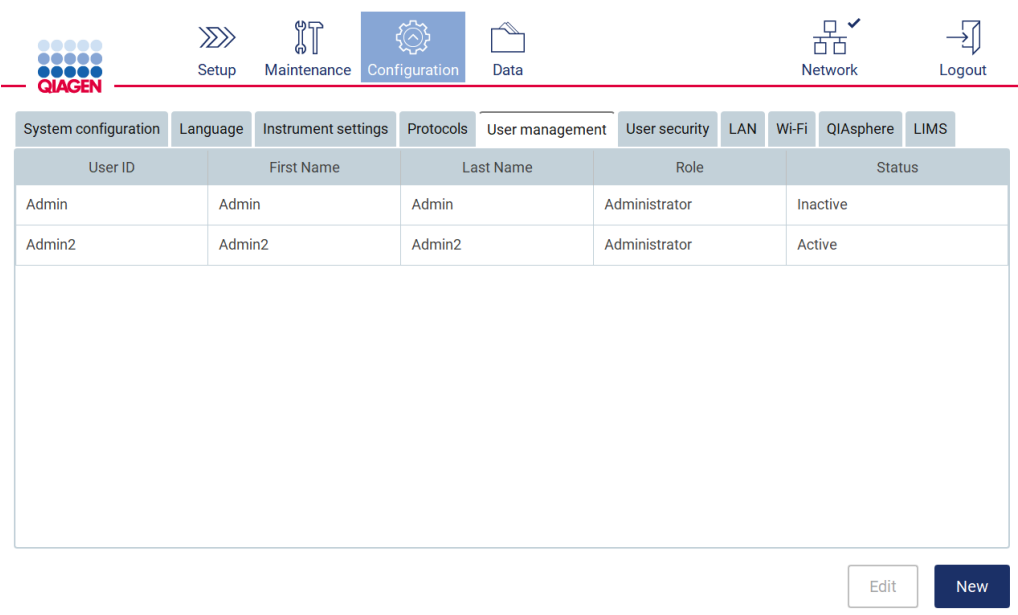 QIAGEN
Setup Maintenance Configuration Data Network Logout
System configuration Language Instrument settings Protocols User management User security LAN Wi-Fi QIAsphere LIMS
User ID First Name Last Name Role Status
Admin Admin Admin Administrator Inactive
Admin2 Admin2 Admin2 Administrator Active
Edit New